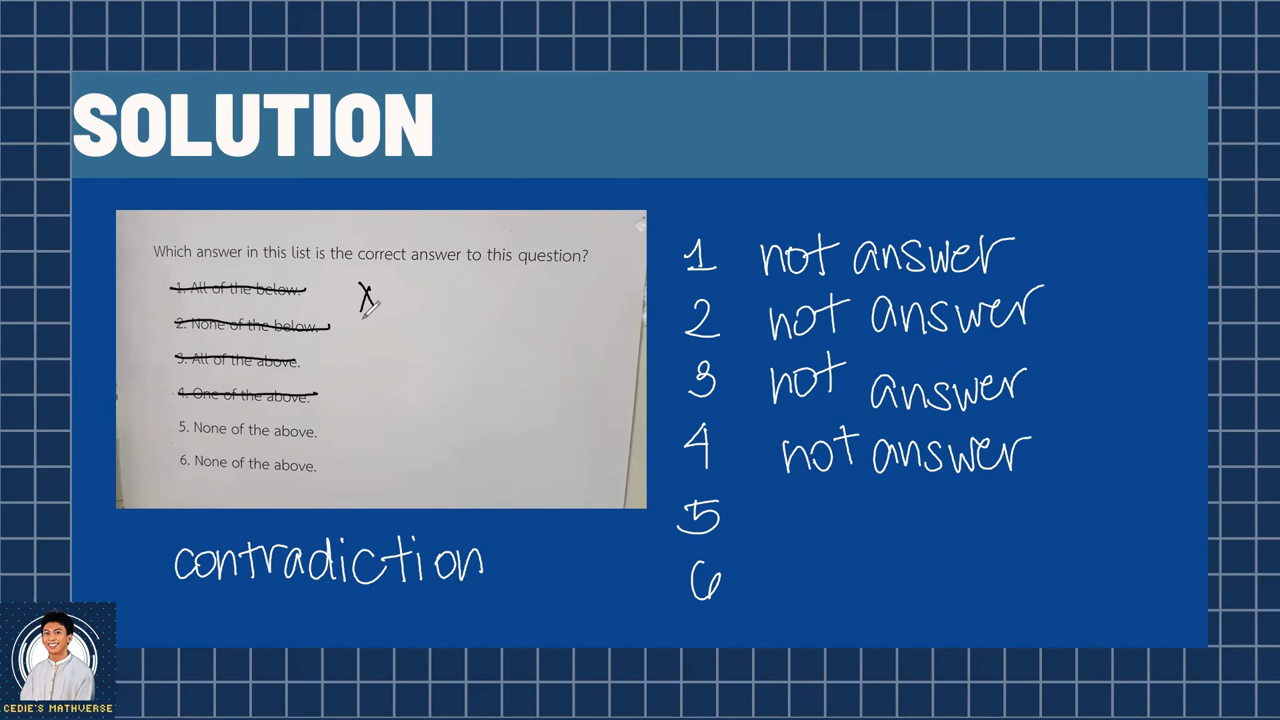 SOLUTION
Which answer in this list is the correct answer to this question?
1. All of the below.
2. None of the below.
3. All of the above.
4. One of the above.
5. None of the above.
6. None of the above.
X
1 not answer
2 not answer
3 not answer
4 not answer
5
6
contradiction
CEDIE'S MATHVERSE